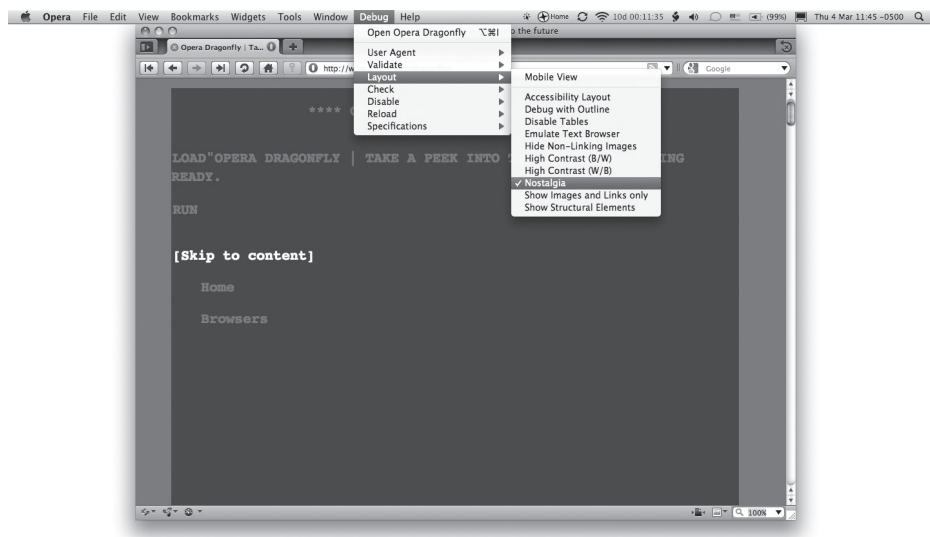 Opera File Edit View Bookmarks Widgets Tools Window Debug Help Home 10d 00:11:35 (99%) Thu 4 Mar 11:45 -0500
Open Opera Dragonfly ⌥⌘I
o the future
Opera Dragonfly | Ta...
User Agent
Validate
http://w
Google
Layout
Mobile View
Check
Disable
Accessibility Layout
Reload
Debug with Outline
Specifications
Disable Tables
Emulate Text Browser
Hide Non-Linking Images
High Contrast (B/W)
High Contrast (W/B)
✓ Nostalgia
Show Images and Links only
Show Structural Elements
****
LOAD"OPERA DRAGONFLY | TAKE A PEEK INTO
READY.
RUN
[Skip to content]
Home
Browsers
100%